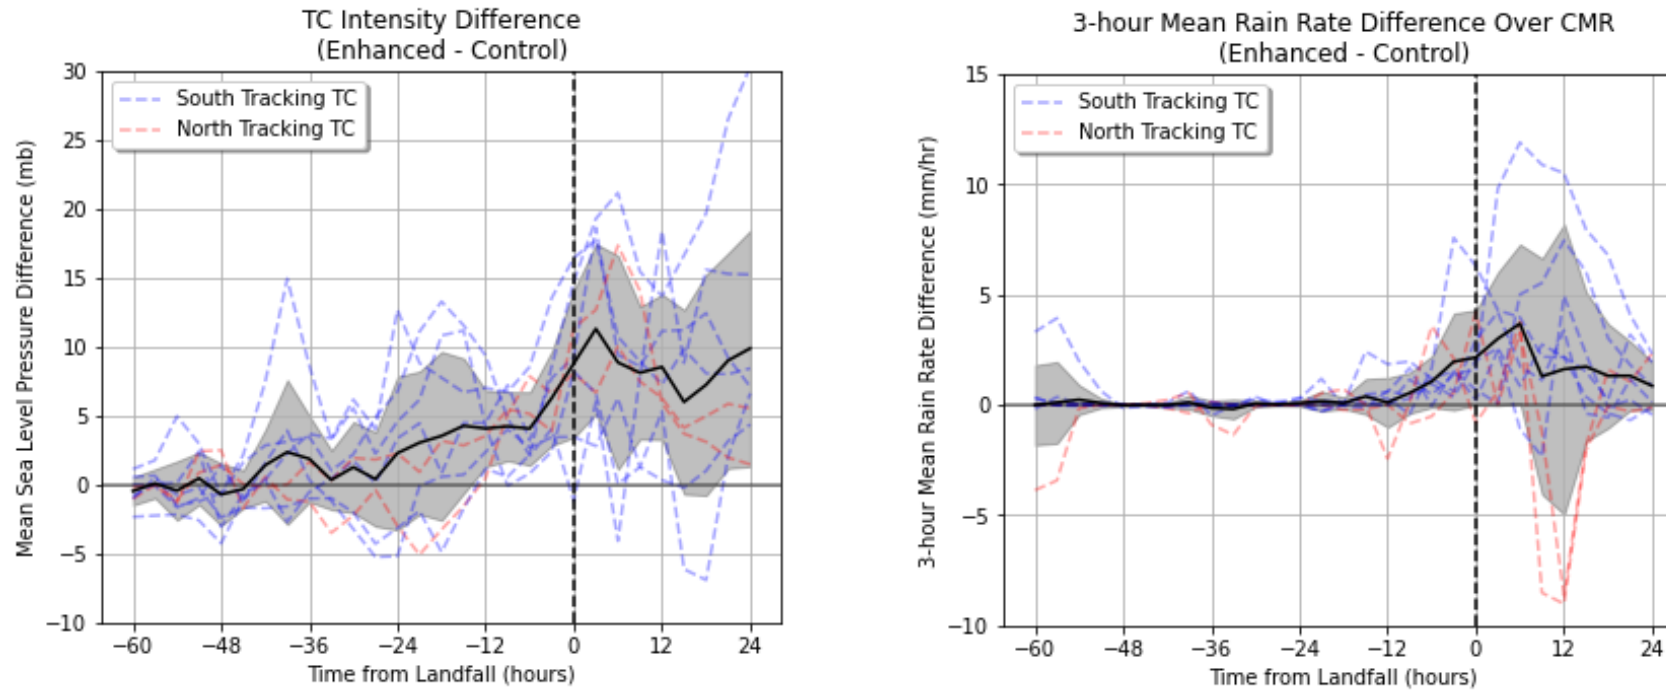 TC Intensity Difference
(Enhanced - Control)
30
25
20
15
10
5
0
−5
−10
Mean Sea Level Pressure Difference (mb)
South Tracking TC
North Tracking TC
−60 −48 −36 −24 −12 0 12 24
Time from Landfall (hours)
3-hour Mean Rain Rate Difference Over CMR
(Enhanced - Control)
15
10
5
0
−5
−10
3-hour Mean Rain Rate Difference (mm/hr)
South Tracking TC
North Tracking TC
−60 −48 −36 −24 −12 0 12 24
Time from Landfall (hours)